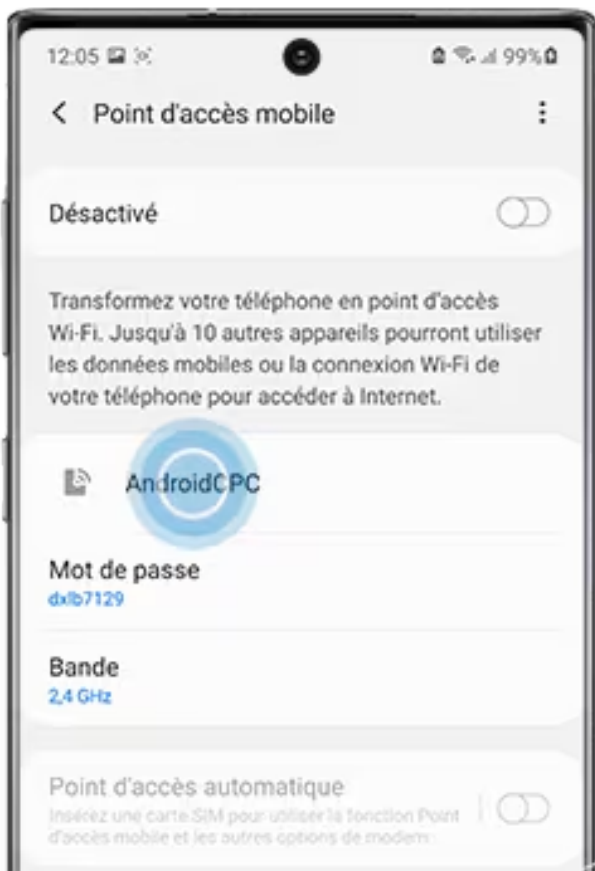 12:05 99%
Point d'accès mobile
Désactivé
Transformez votre téléphone en point d'accès
Wi-Fi. Jusqu'à 10 autres appareils pourront utiliser
les données mobiles ou la connexion Wi-Fi de
votre téléphone pour accéder à Internet.
AndroidCPC
Mot de passe
dxlb7129
Bande
2,4 GHz
Point d'accès automatique
Insérez une carte SIM pour utiliser la fonction Point
d'accès mobile et les autres options de modem